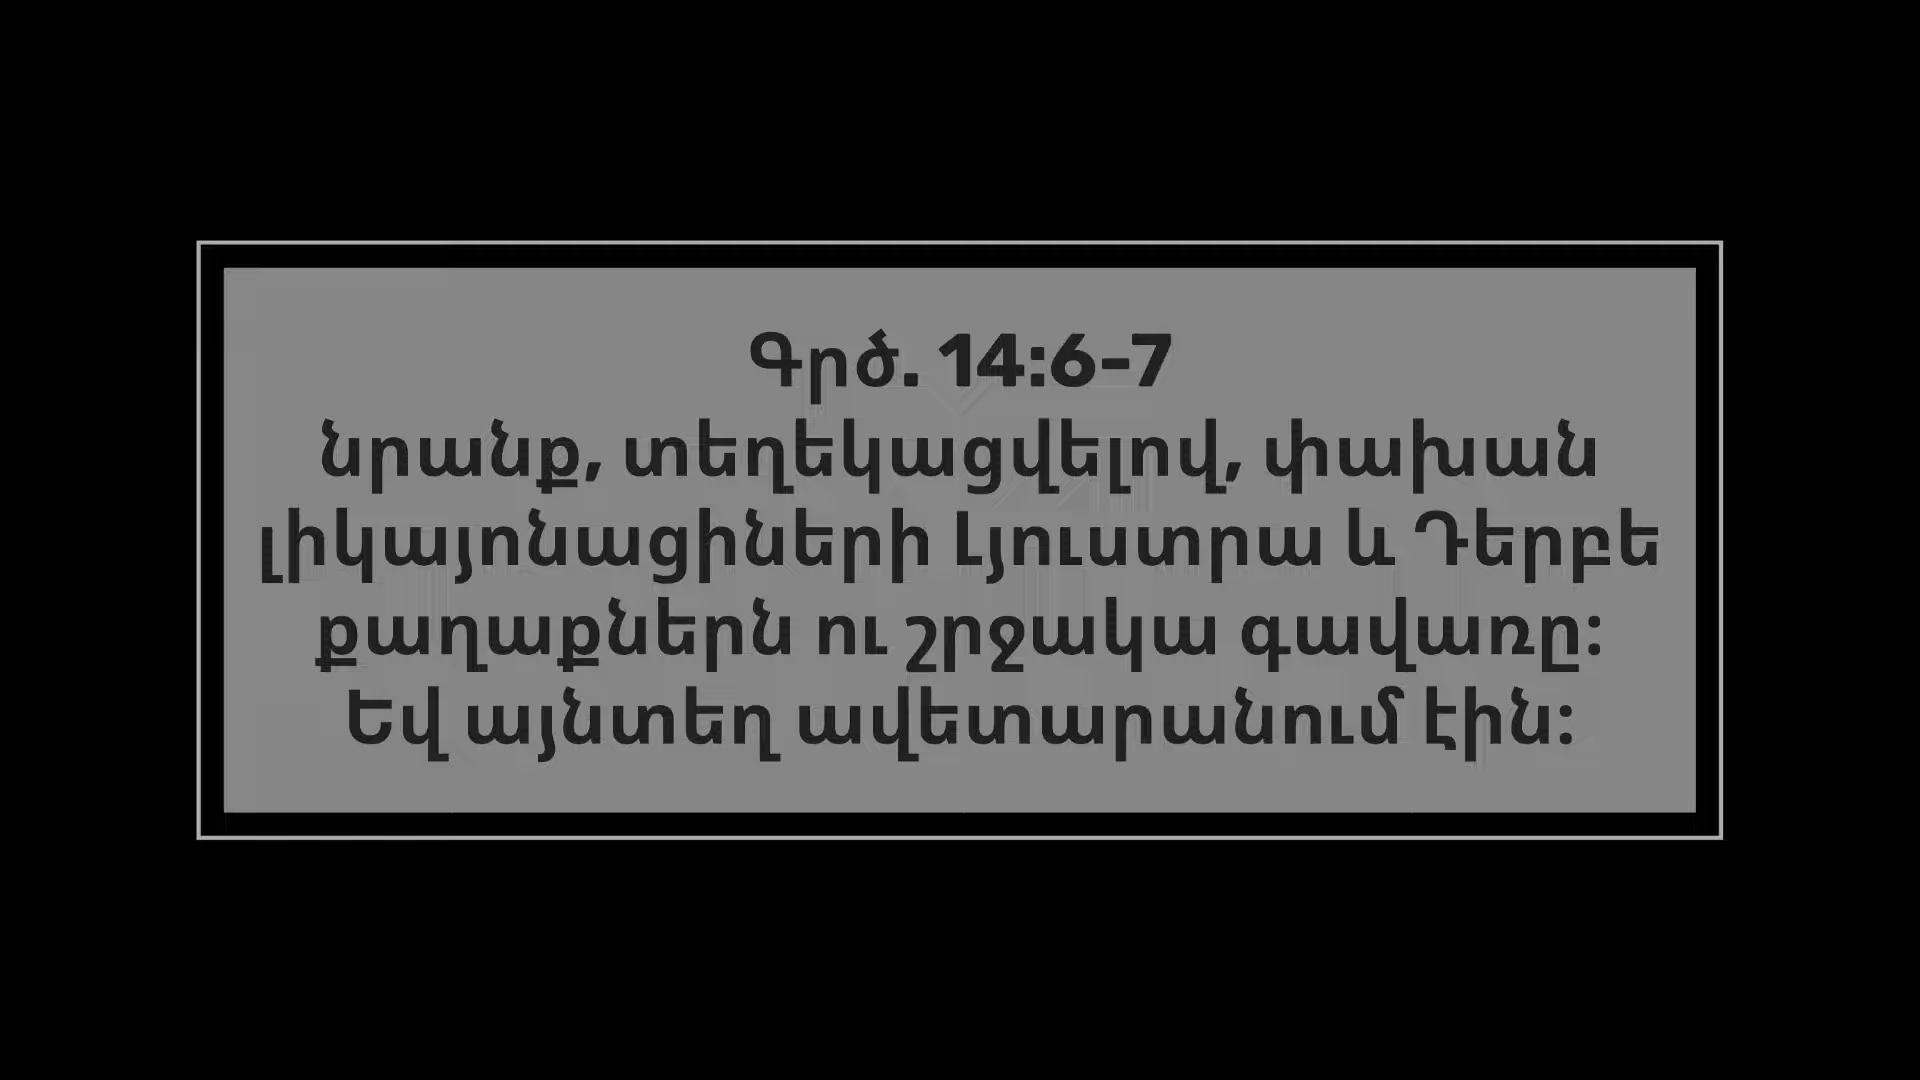 Գրծ. 14:6-7
նրանք, տեղեկացվելով, փախան
լիկայոնացիների Լյուստրա և Դերբե
քաղաքներն ու շրջակա գավառը:
Եվ այնտեղ ավետարանում էին: